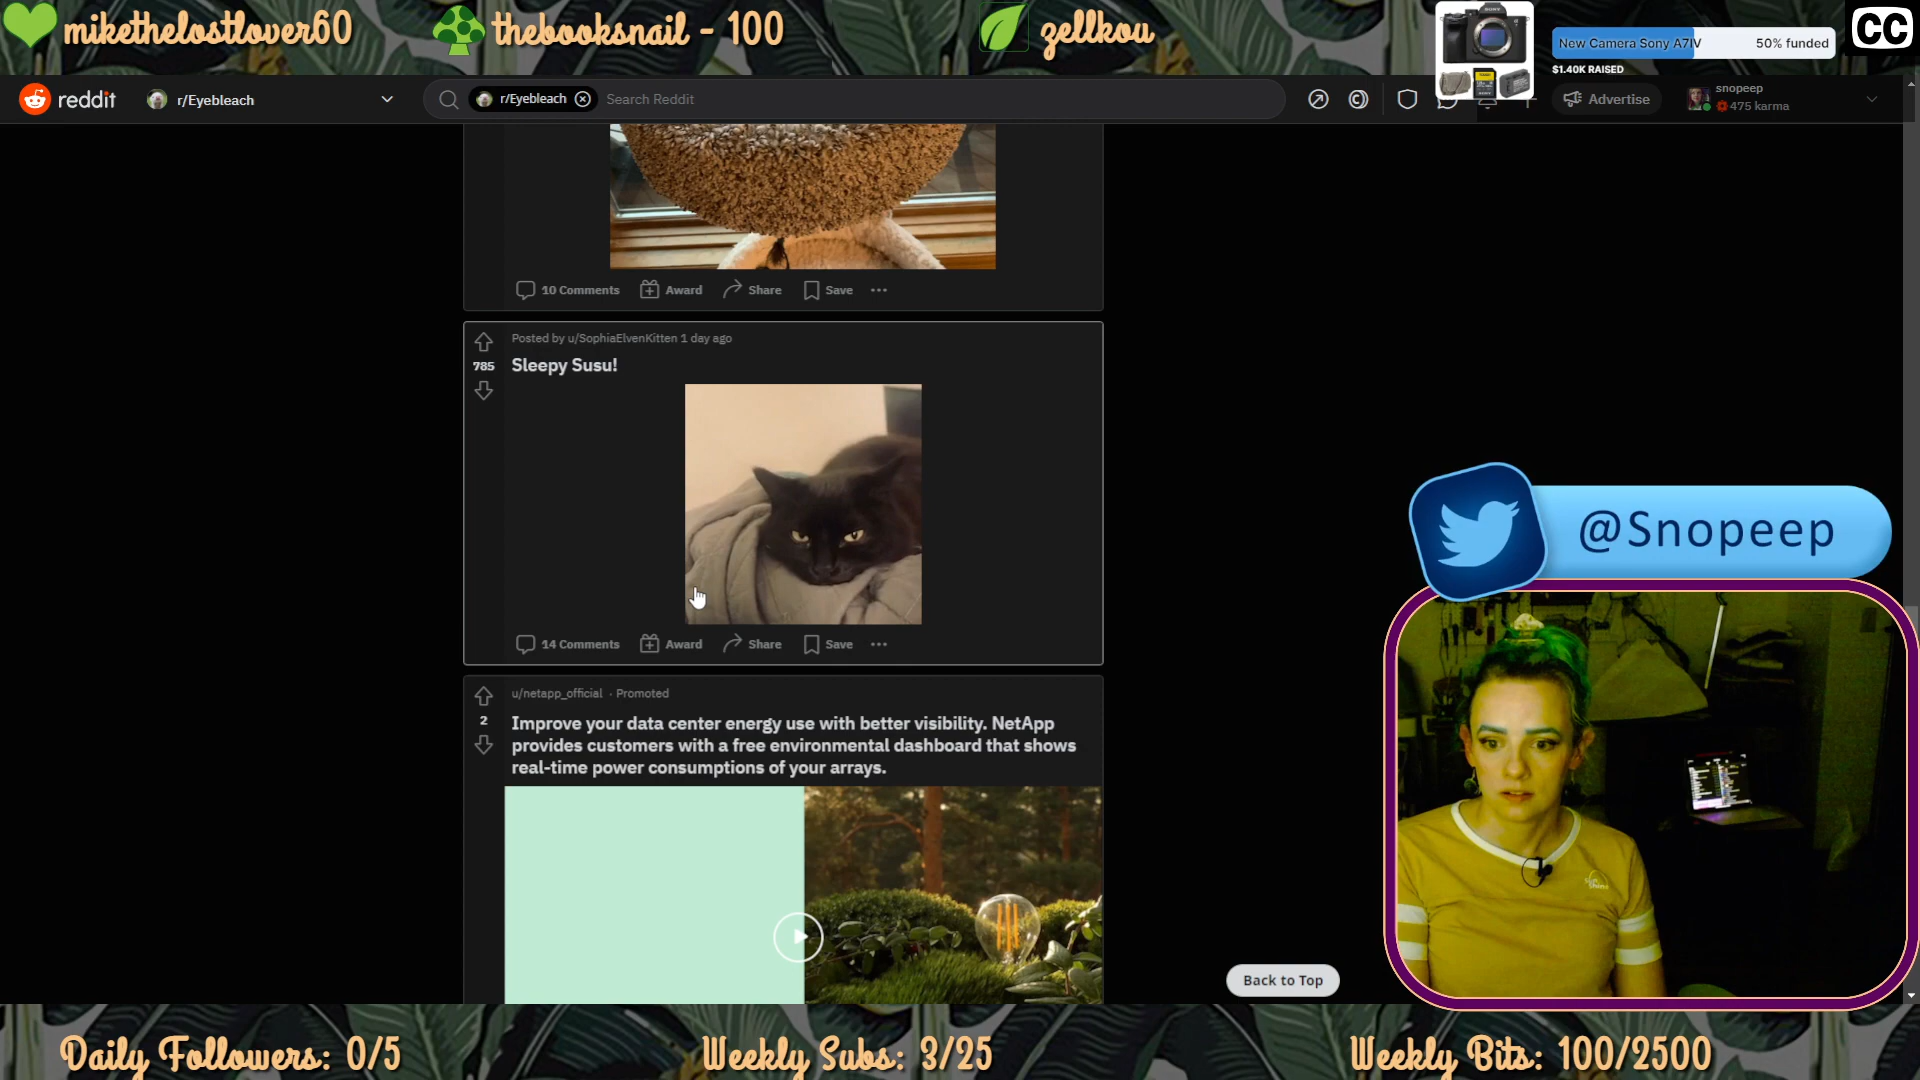 mikethelostlover60
thebooksnail - 100
zellkou
SONY
New Camera Sony A7IV 50% funded
$1.40K RAISED
CC
reddit
r/Eyebleach
r/Eyebleach
Search Reddit
Advertise
snopeep
475 karma
10 Comments Award Share Save
Posted by u/SophiaElvenKitten 1 day ago
785
Sleepy Susu!
14 Comments Award Share Save
u/netapp_official · Promoted
2
Improve your data center energy use with better visibility. NetApp
provides customers with a free environmental dashboard that shows
real-time power consumptions of your arrays.
@Snopeep
Back to Top
Daily Followers: 0/5
Weekly Subs: 3/25
Weekly Bits: 100/2500